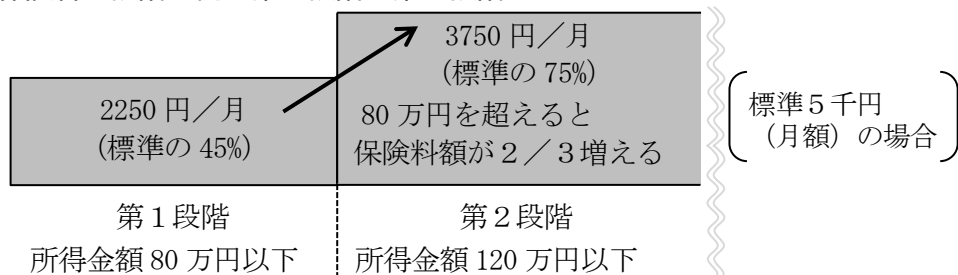 3750 円／月
(標準の 75%)
2250 円／月
(標準の 45%)
80 万円を超えると
保険料額が２／３増える
標準５千円
（月額）の場合
第１段階
所得金額 80 万円以下
第２段階
所得金額 120 万円以下